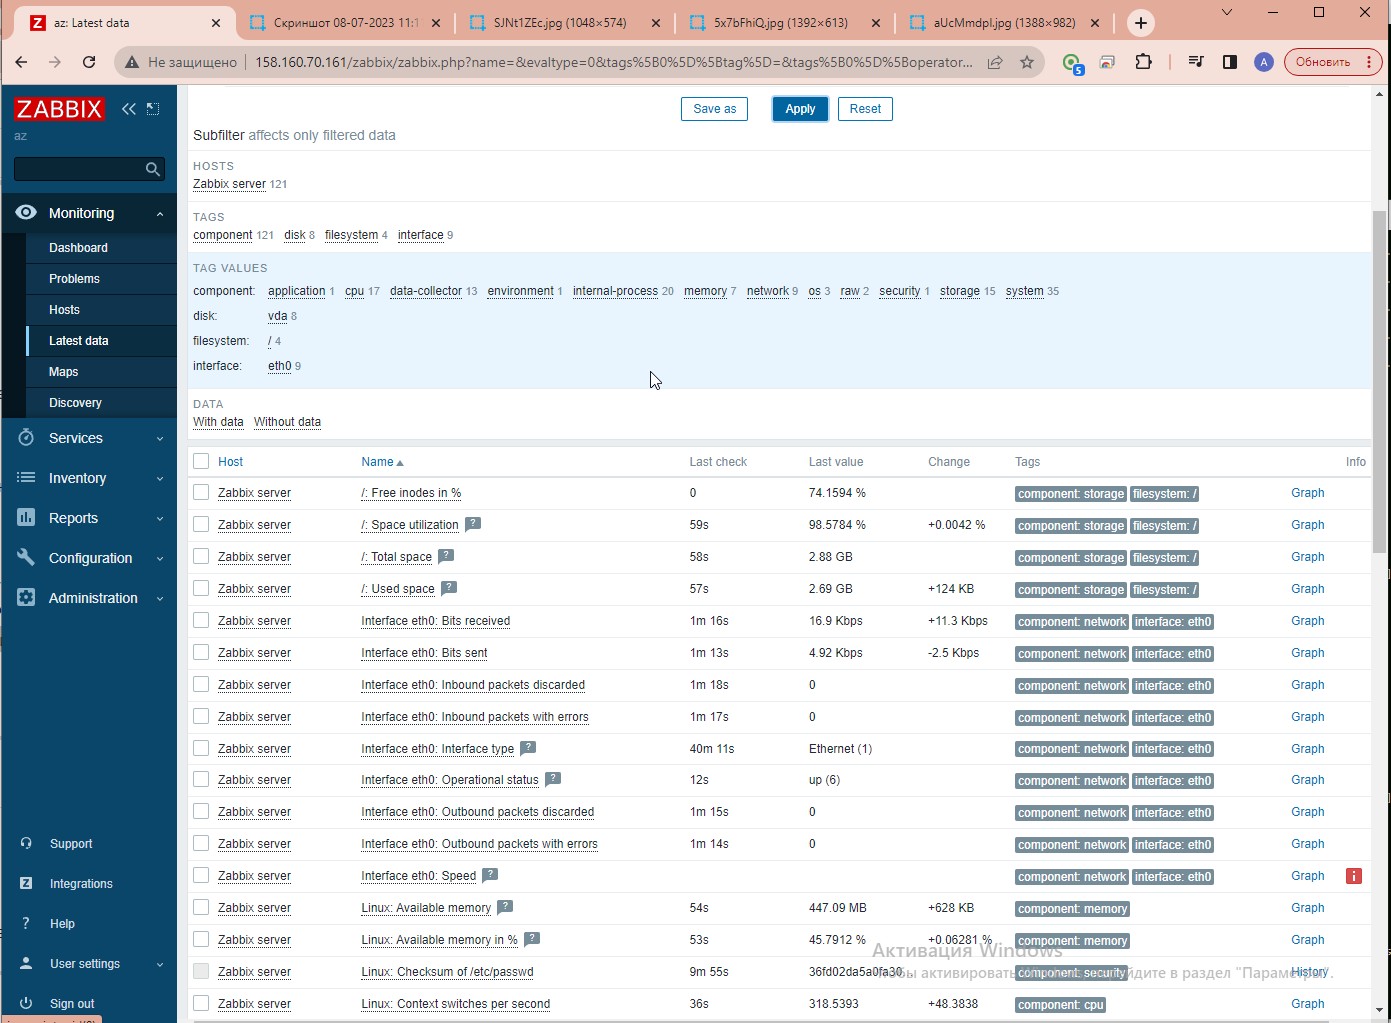 az: Latest data
Скриншот 08-07-2023 11:1
SJNt1ZEc.jpg (1048×574)
5x7bFhiQ.jpg (1392×613)
aUcMmdpl.jpg (1388×982)
Не защищено 158.160.70.161/zabbix/zabbix.php?name=&evaltype=0&tags%5B0%5D%5Btag%5D=&tags%5B0%5D%5Boperator...
5
A
Обновить
ZABBIX
az
Monitoring
Dashboard
Problems
Hosts
Latest data
Maps
Discovery
Services
Inventory
Reports
Configuration
Administration
Support
Integrations
Help
User settings
Sign out
Save as Apply Reset
Subfilter affects only filtered data
HOSTS
Zabbix server 121
TAGS
component 121 disk 8 filesystem 4 interface 9
TAG VALUES
component: application 1 cpu 17 data-collector 13 environment 1 internal-process 20 memory 7 network 9 os 3 raw 2 security 1 storage 15 system 35
disk: vda 8
filesystem: / 4
interface: eth0 9
DATA
With data Without data
Host Name Last check Last value Change Tags Info
Zabbix server /: Free inodes in % 0 74.1594 % component: storage filesystem: / Graph
Zabbix server /: Space utilization ? 59s 98.5784 % +0.0042 % component: storage filesystem: / Graph
Zabbix server /: Total space ? 58s 2.88 GB component: storage filesystem: / Graph
Zabbix server /: Used space ? 57s 2.69 GB +124 KB component: storage filesystem: / Graph
Zabbix server Interface eth0: Bits received 1m 16s 16.9 Kbps +11.3 Kbps component: network interface: eth0 Graph
Zabbix server Interface eth0: Bits sent 1m 13s 4.92 Kbps -2.5 Kbps component: network interface: eth0 Graph
Zabbix server Interface eth0: Inbound packets discarded 1m 18s 0 component: network interface: eth0 Graph
Zabbix server Interface eth0: Inbound packets with errors 1m 17s 0 component: network interface: eth0 Graph
Zabbix server Interface eth0: Interface type ? 40m 11s Ethernet (1) component: network interface: eth0 Graph
Zabbix server Interface eth0: Operational status ? 12s up (6) component: network interface: eth0 Graph
Zabbix server Interface eth0: Outbound packets discarded 1m 15s 0 component: network interface: eth0 Graph
Zabbix server Interface eth0: Outbound packets with errors 1m 14s 0 component: network interface: eth0 Graph
Zabbix server Interface eth0: Speed ? component: network interface: eth0 Graph i
Zabbix server Linux: Available memory ? 54s 447.09 MB +628 KB component: memory Graph
Zabbix server Linux: Available memory in % ? 53s 45.7912 % +0.06281 % component: memory Graph
Активация Windows
Zabbix server Linux: Checksum of /etc/passwd 9m 55s 36fd02da5a0fa30... component: security History
Чтобы активировать Windows, перейдите в раздел "Параметры".
Zabbix server Linux: Context switches per second 36s 318.5393 +48.3838 component: cpu Graph